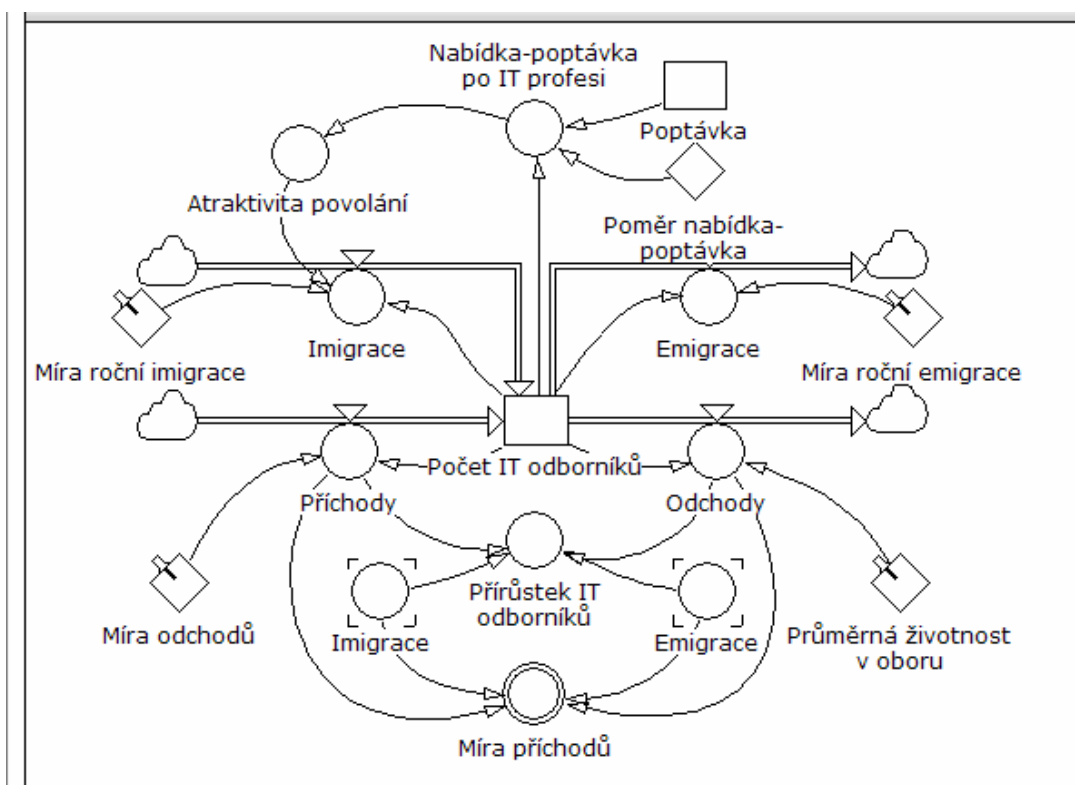 Nabídka-poptávka
po IT profesi
Poptávka
Atraktivita povolání
Poměr nabídka-
poptávka
Imigrace
Emigrace
Míra roční imigrace
Míra roční emigrace
Počet IT odborníků
Příchody
Odchody
Přírůstek IT
odborníků
Míra odchodů
Imigrace
Emigrace
Průměrná životnost
v oboru
Míra příchodů